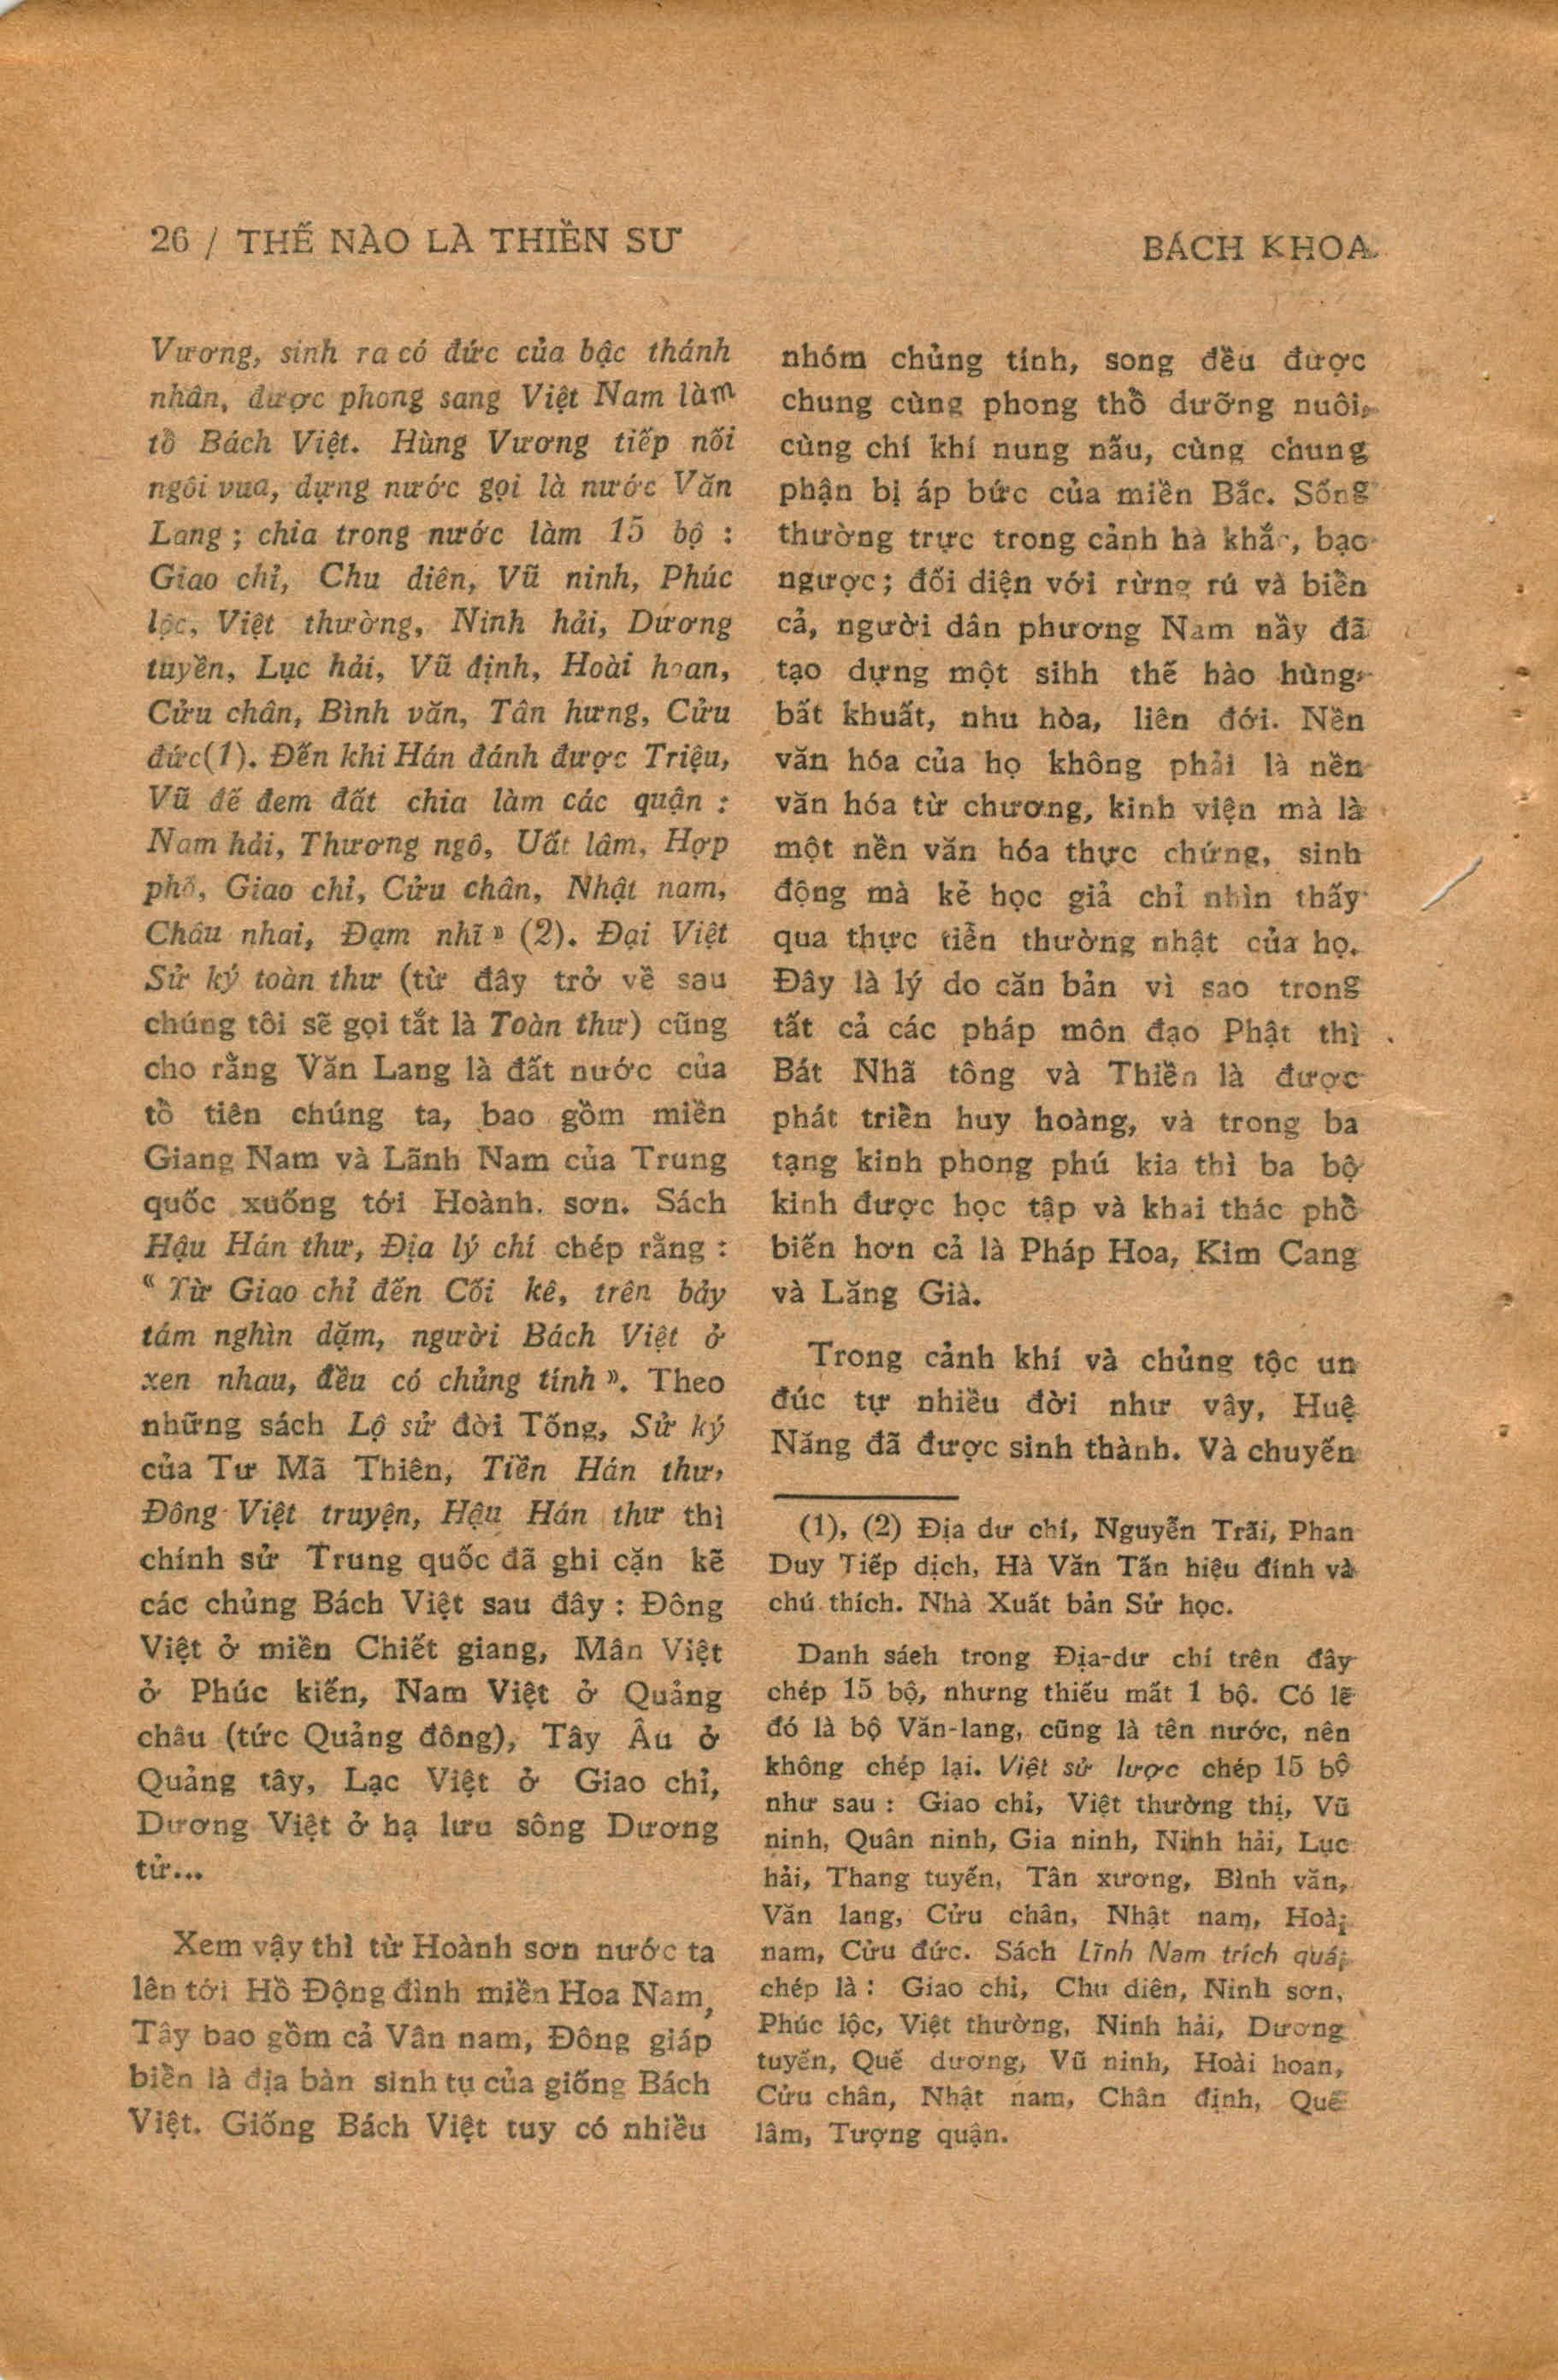 26 / THẾ NÀO LÀ THIỀN SƯ
BÁCH KHOA
Vương, sinh ra có đức của bậc thánh
nhân, được phong sang Việt Nam làm
tồ Bách Việt. Hùng Vương tiếp nối
ngôi vua, dựng nước gọi là nước Văn
Lang ; chia trong nước làm 15 bộ :
Giao chỉ, Chu diên, Vũ ninh, Phúc
lộc, Việt thường, Ninh hải, Dương
tuyền, Lục hải, Vũ định, Hoài hoan,
Cửu chân, Bình văn, Tân hưng, Cửu
đức(1). Đến khi Hán đánh được Triệu,
Vũ đế đem đất chia làm các quận :
Nam hải, Thương ngô, Uất lâm, Hợp
phố, Giao chỉ, Cửu chân, Nhật nam,
Châu nhai, Đạm nhĩ » (2). Đại Việt
Sử ký toàn thư (từ đây trở về sau
chúng tôi sẽ gọi tắt là Toàn thư) cũng
cho rằng Văn Lang là đất nước của
tồ tiên chúng ta, bao gồm miền
Giang Nam và Lãnh Nam của Trung
quốc xuống tới Hoành. sơn. Sách
Hậu Hán thư, Địa lý chí chép rằng :
« Từ Giao chỉ đến Cối kê, trên bảy
tám nghìn dặm, người Bách Việt ở
xen nhau, đều có chủng tính ». Theo
những sách Lộ sử đời Tống, Sử ký
của Tư Mã Thiên, Tiền Hán thư,
Đông Việt truyện, Hậu Hán thư thì
chính sử Trung quốc đã ghi cặn kẽ
các chủng Bách Việt sau đây : Đông
Việt ở miền Chiết giang, Mân Việt
ở Phúc kiến, Nam Việt ở Quảng
châu (tức Quảng đông), Tây Âu ở
Quảng tây, Lạc Việt ở Giao chỉ,
Dương Việt ở hạ lưu sông Dương
tử...
Xem vậy thì từ Hoành sơn nước ta
lên tới Hồ Động đình miền Hoa Nam,
Tây bao gồm cả Vân nam, Đông giáp
biền là địa bàn sinh tụ của giống Bách
Việt. Giống Bách Việt tuy có nhiều
nhóm chủng tính, song đều được
chung cùng phong thồ dưỡng nuôi,
cùng chí khí nung nấu, cùng chung
phận bị áp bức của miền Bắc. Sống
thường trực trong cảnh hà khắc, bạo
ngược ; đối diện với rừng rú và biền
cả, người dân phương Nam nầy đã
tạo dựng một sihh thế hào hùng,
bất khuất, nhu hòa, liên đới. Nền
văn hóa của họ không phải là nền
văn hóa từ chương, kinh viện mà là
một nền văn hóa thực chứng, sinh
động mà kẻ học giả chỉ nhìn thấy
qua thực tiễn thường nhật của họ.
Đây là lý do căn bản vì sao trong
tất cả các pháp môn đạo Phật thì
Bát Nhã tông và Thiền là được
phát triền huy hoàng, và trong ba
tạng kinh phong phú kia thì ba bộ
kinh được học tập và khai thác phồ
biến hơn cả là Pháp Hoa, Kim Cang
và Lăng Già.
Trong cảnh khí và chủng tộc un
đúc tự nhiều đời như vậy, Huệ
Năng đã được sinh thành. Và chuyến
(1), (2) Địa dư chí, Nguyễn Trãi, Phan
Duy Tiếp dịch, Hà Văn Tấn hiệu đính và
chú thích. Nhà Xuất bản Sử học.
Danh sách trong Địa-dư chí trên đây
chép 15 bộ, nhưng thiếu mất 1 bộ. Có lẽ
đó là bộ Văn-lang, cũng là tên nước, nên
không chép lại. Việt sử lược chép 15 bộ
như sau : Giao chỉ, Việt thường thị, Vũ
ninh, Quân ninh, Gia ninh, Ninh hải, Lục
hải, Thang tuyến, Tân xương, Bình văn,
Văn lang, Cửu chân, Nhật nam, Hoài
nam, Cửu đức. Sách Lĩnh Nam trích quái
chép là : Giao chỉ, Chu diên, Ninh sơn,
Phúc lộc, Việt thường, Ninh hải, Dương
tuyến, Quế dương, Vũ ninh, Hoài hoan,
Cửu chân, Nhật nam, Chân định, Quế
lâm, Tượng quận.